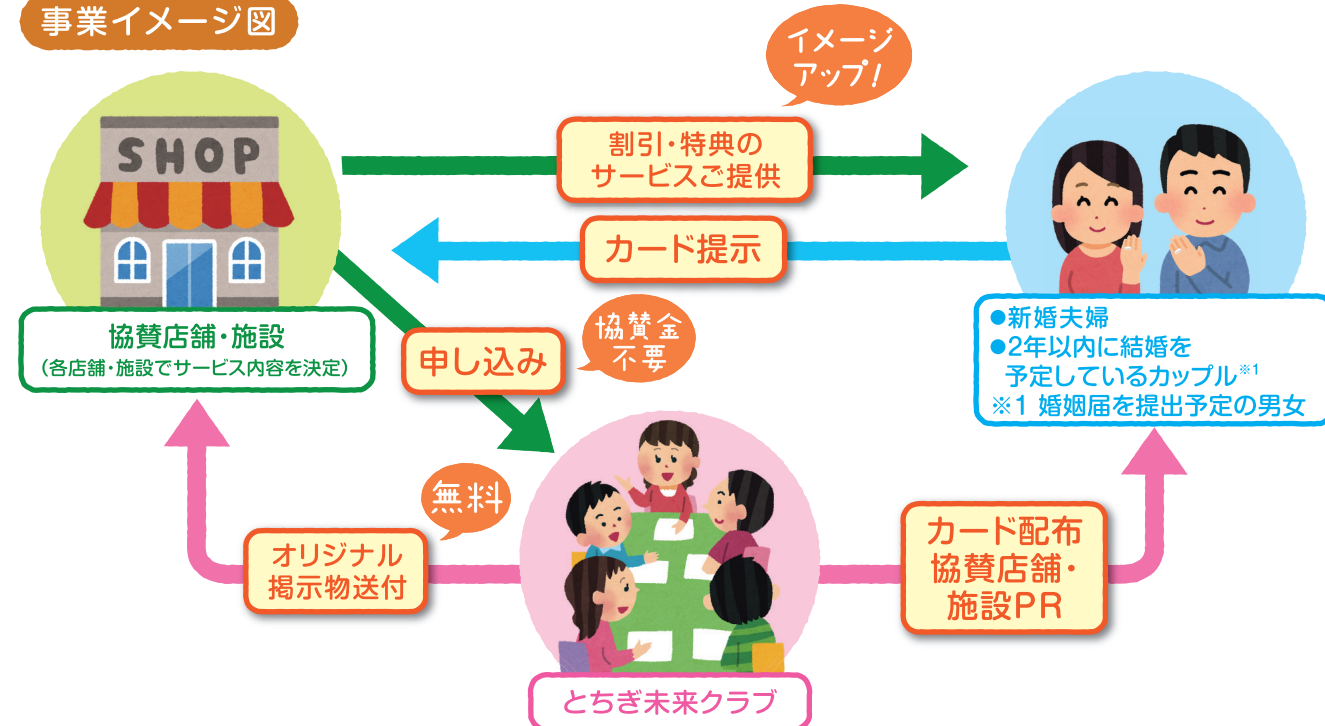 事業イメージ図
イメージ
アップ!
SHOP
割引・特典の
サービスご提供
カード提示
協賛店舗・施設
(各店舗・施設でサービス内容を決定)
申し込み
協賛金
不要
●新婚夫婦
●2年以内に結婚を
予定しているカップル※1
※1 婚姻届を提出予定の男女
無料
オリジナル
掲示物送付
カード配布
協賛店舗・
施設PR
とちぎ未来クラブ